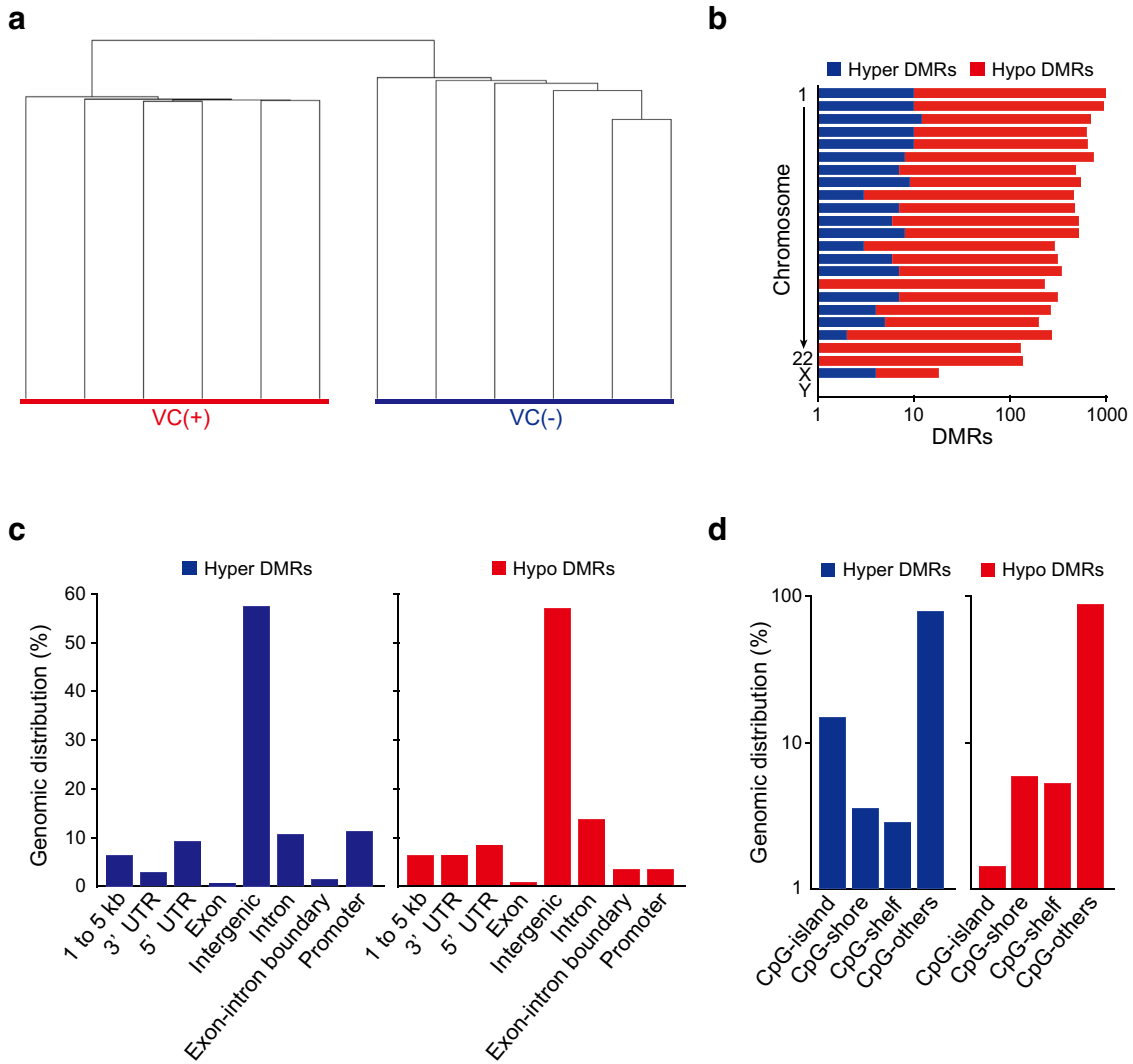 a
VC(+)
VC(-)
b
Hyper DMRs
Hypo DMRs
Chromosome
1
22
X
Y
1
10
100
1000
DMRs
c
Hyper DMRs
Hypo DMRs
Genomic distribution (%)
60
50
40
30
20
10
0
1 to 5 kb
3' UTR
5' UTR
Exon
Intergenic
Intron
Exon-intron boundary
Promoter
1 to 5 kb
3' UTR
5' UTR
Exon
Intergenic
Intron
Exon-intron boundary
Promoter
d
Hyper DMRs
Hypo DMRs
Genomic distribution (%)
100
10
1
CpG-island
CpG-shore
CpG-shelf
CpG-others
CpG-island
CpG-shore
CpG-shelf
CpG-others